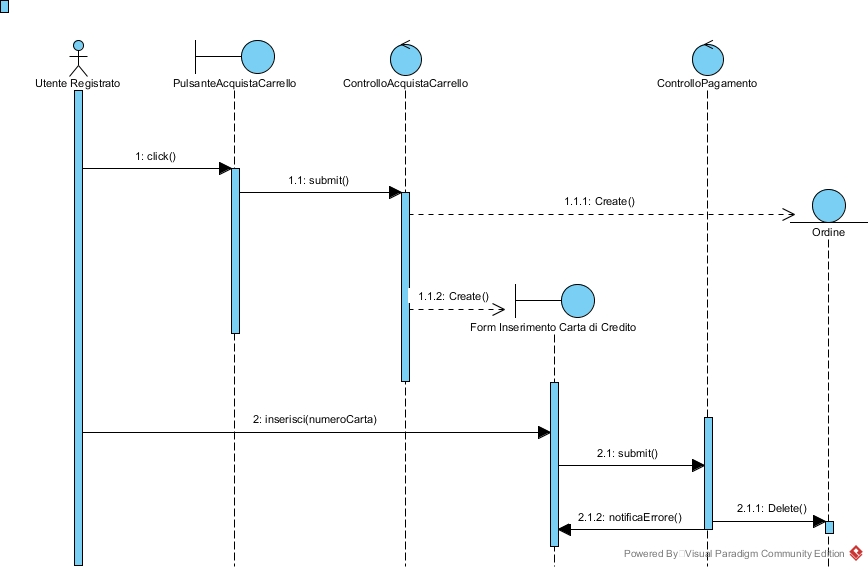 Utente Registrato
PulsanteAcquistaCarrello
ControlloAcquistaCarrello
ControlloPagamento
1: click()
1.1: submit()
1.1.1: Create()
Ordine
1.1.2: Create()
Form Inserimento Carta di Credito
2: inserisci(numeroCarta)
2.1: submit()
2.1.1: Delete()
2.1.2: notificaErrore()
Powered By Visual Paradigm Community Edition